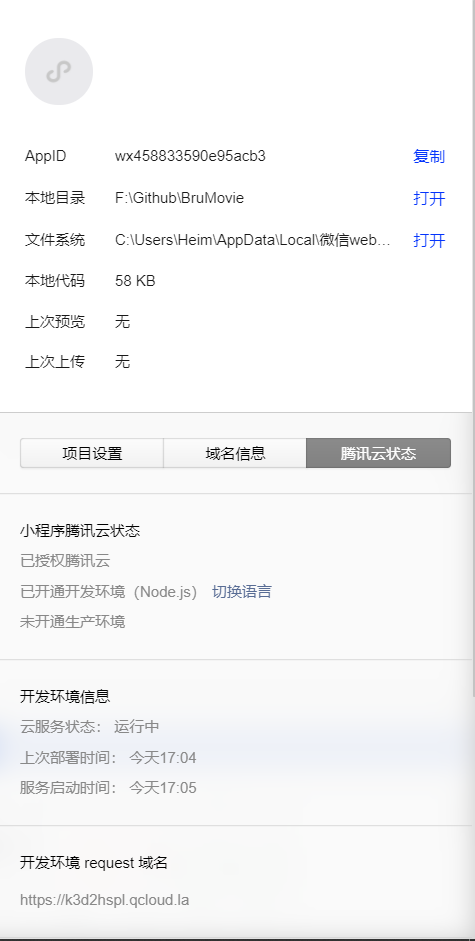 AppID wx458833590e95acb3 复制
本地目录 F:\Github\BruMovie 打开
文件系统 C:\Users\Heim\AppData\Local\微信web... 打开
本地代码 58 KB
上次预览 无
上次上传 无
项目设置 域名信息 腾讯云状态
小程序腾讯云状态
已授权腾讯云
已开通开发环境（Node.js） 切换语言
未开通生产环境
开发环境信息
云服务状态： 运行中
上次部署时间： 今天17:04
服务启动时间： 今天17:05
开发环境 request 域名
https://k3d2hspl.qcloud.la